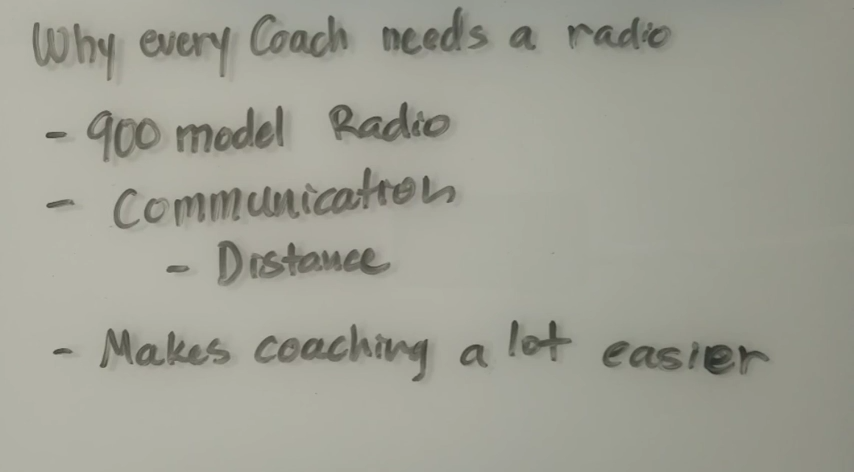 Why every Coach needs a radio
- 900 model Radio
- Communication
- Distance
- Makes coaching a lot easier